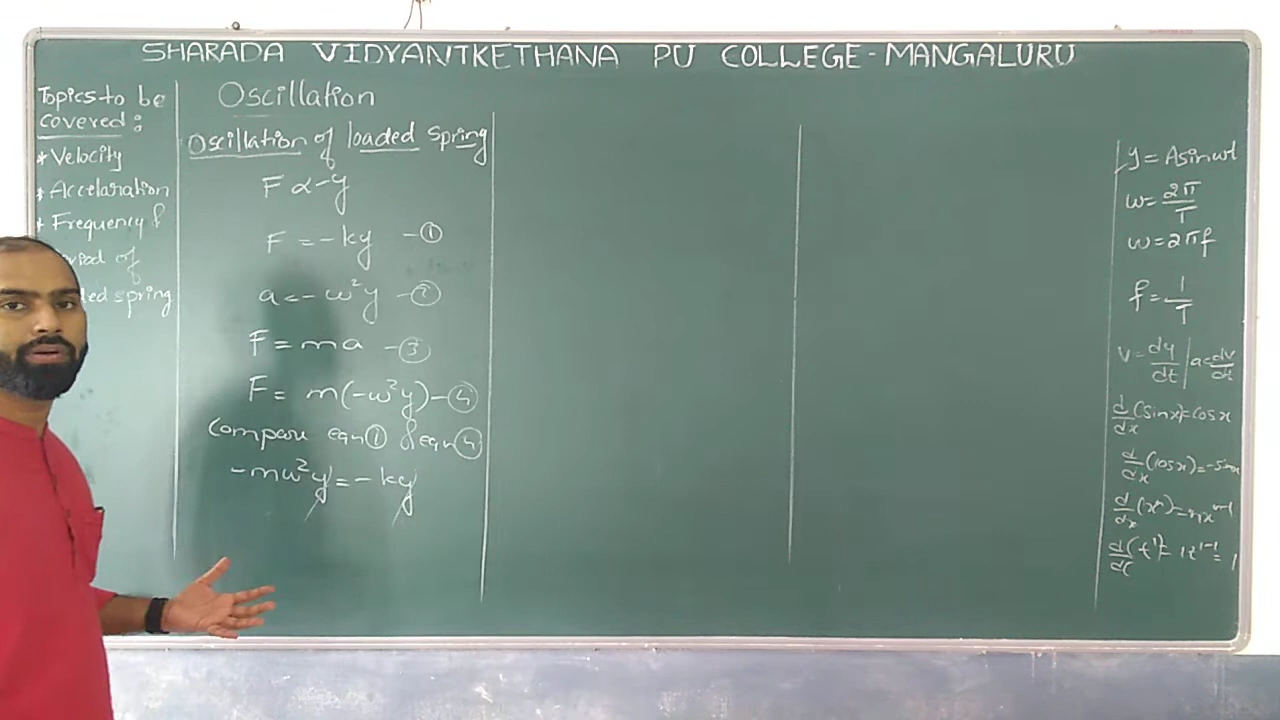 SHARADA VIDYANIKETHANA PU COLLEGE - MANGALURU
Topics to be
covered:
* Velocity
* Accelaration
* Frequency &
of
spring
Oscillation
Oscillation of loaded spring
F α -y
F = -ky -①
a = -ω²y -②
F = ma -③
F = m(-ω²y) -④
Compare eqn ① & eqn ④
-mω²y = -ky
y = Asinωt
ω = 2π/T
ω = 2πf
f = 1/T
v = dy/dt | a = dv/dt
d/dx (sinx) = cosx
d/dx (cosx) = -sinx
d/dx (xⁿ) = nxⁿ⁻¹
d/dt (t¹) = 1t¹⁻¹ = 1